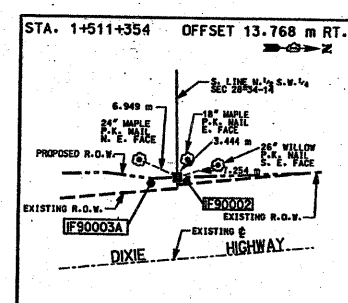 STA. 1+511+354 OFFSET 13.768 m RT.
N
S. LINE N.½ S.W.¼
SEC 28-34-14
6.949 m
24" MAPLE
P.K. NAIL
N. E. FACE
18" MAPLE
P.K. NAIL
E. FACE
3.444 m
26" WILLOW
P.K. NAIL
S. E. FACE
7.254 m
PROPOSED R.O.W.
EXISTING R.O.W.
IF90002
EXISTING R.O.W.
IF90003A
EXISTING ℄
DIXIE HIGHWAY